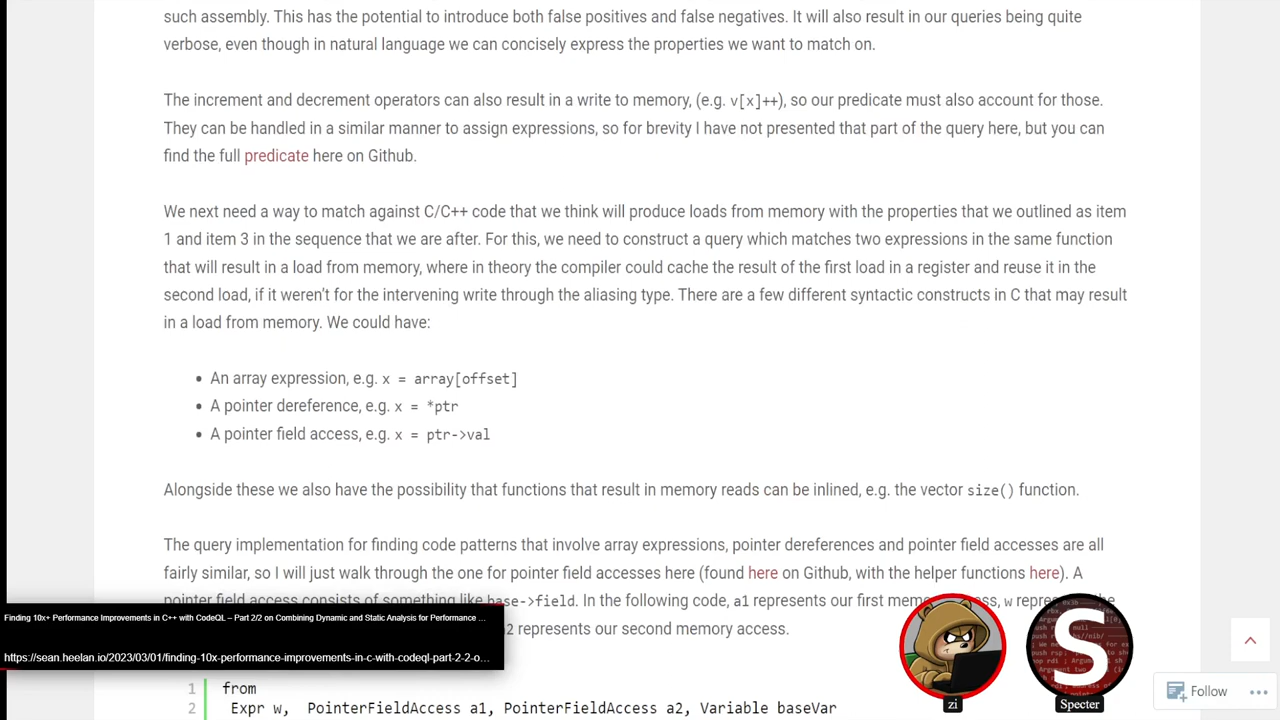 such assembly. This has the potential to introduce both false positives and false negatives. It will also result in our queries being quite
verbose, even though in natural language we can concisely express the properties we want to match on.
The increment and decrement operators can also result in a write to memory, (e.g. v[x]++), so our predicate must also account for those.
They can be handled in a similar manner to assign expressions, so for brevity I have not presented that part of the query here, but you can
find the full predicate here on Github.
We next need a way to match against C/C++ code that we think will produce loads from memory with the properties that we outlined as item
1 and item 3 in the sequence that we are after. For this, we need to construct a query which matches two expressions in the same function
that will result in a load from memory, where in theory the compiler could cache the result of the first load in a register and reuse it in the
second load, if it weren't for the intervening write through the aliasing type. There are a few different syntactic constructs in C that may result
in a load from memory. We could have:
• An array expression, e.g. x = array[offset]
• A pointer dereference, e.g. x = *ptr
• A pointer field access, e.g. x = ptr->val
Alongside these we also have the possibility that functions that result in memory reads can be inlined, e.g. the vector size() function.
The query implementation for finding code patterns that involve array expressions, pointer dereferences and pointer field accesses are all
fairly similar, so I will just walk through the one for pointer field accesses here (found here on Github, with the helper functions here). A
pointer field access consists of something like base->field. In the following code, a1 represents our first
Finding 10x+ Performance Improvements in C++ with CodeQL – Part 2/2 on Combining Dynamic and Static Analysis for Performance ...
2 represents our second memory access.
https://sean.heelan.io/2023/03/01/finding-10x-performance-improvements-in-c-with-codeql-part-2-2-o...
1 from
2 Expr w, PointerFieldAccess a1, PointerFieldAccess a2, Variable baseVar
zi
S
Specter
Follow